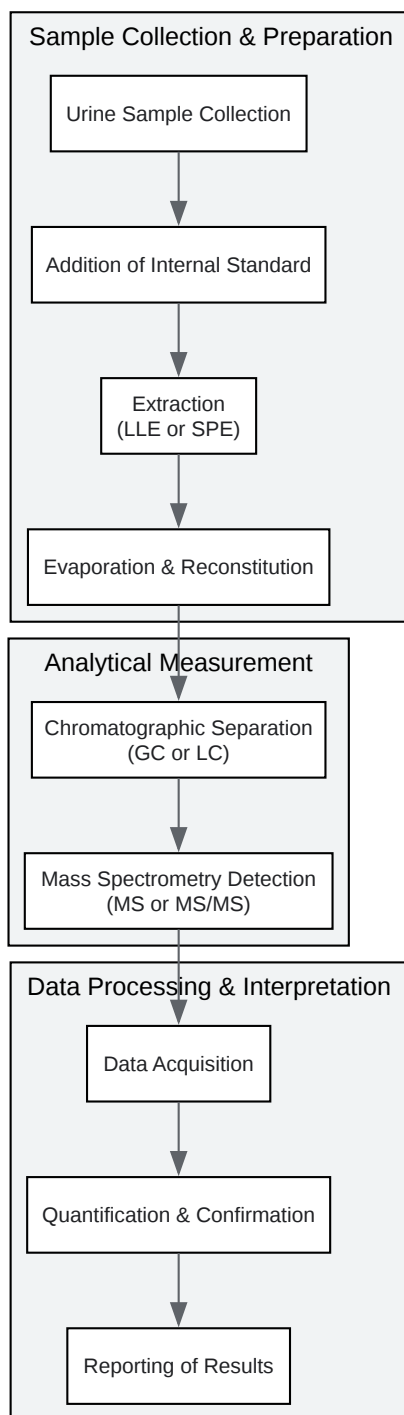 Sample Collection & Preparation
Urine Sample Collection
Addition of Internal Standard
Extraction
(LLE or SPE)
Evaporation & Reconstitution
Analytical Measurement
Chromatographic Separation
(GC or LC)
Mass Spectrometry Detection
(MS or MS/MS)
Data Processing & Interpretation
Data Acquisition
Quantification & Confirmation
Reporting of Results